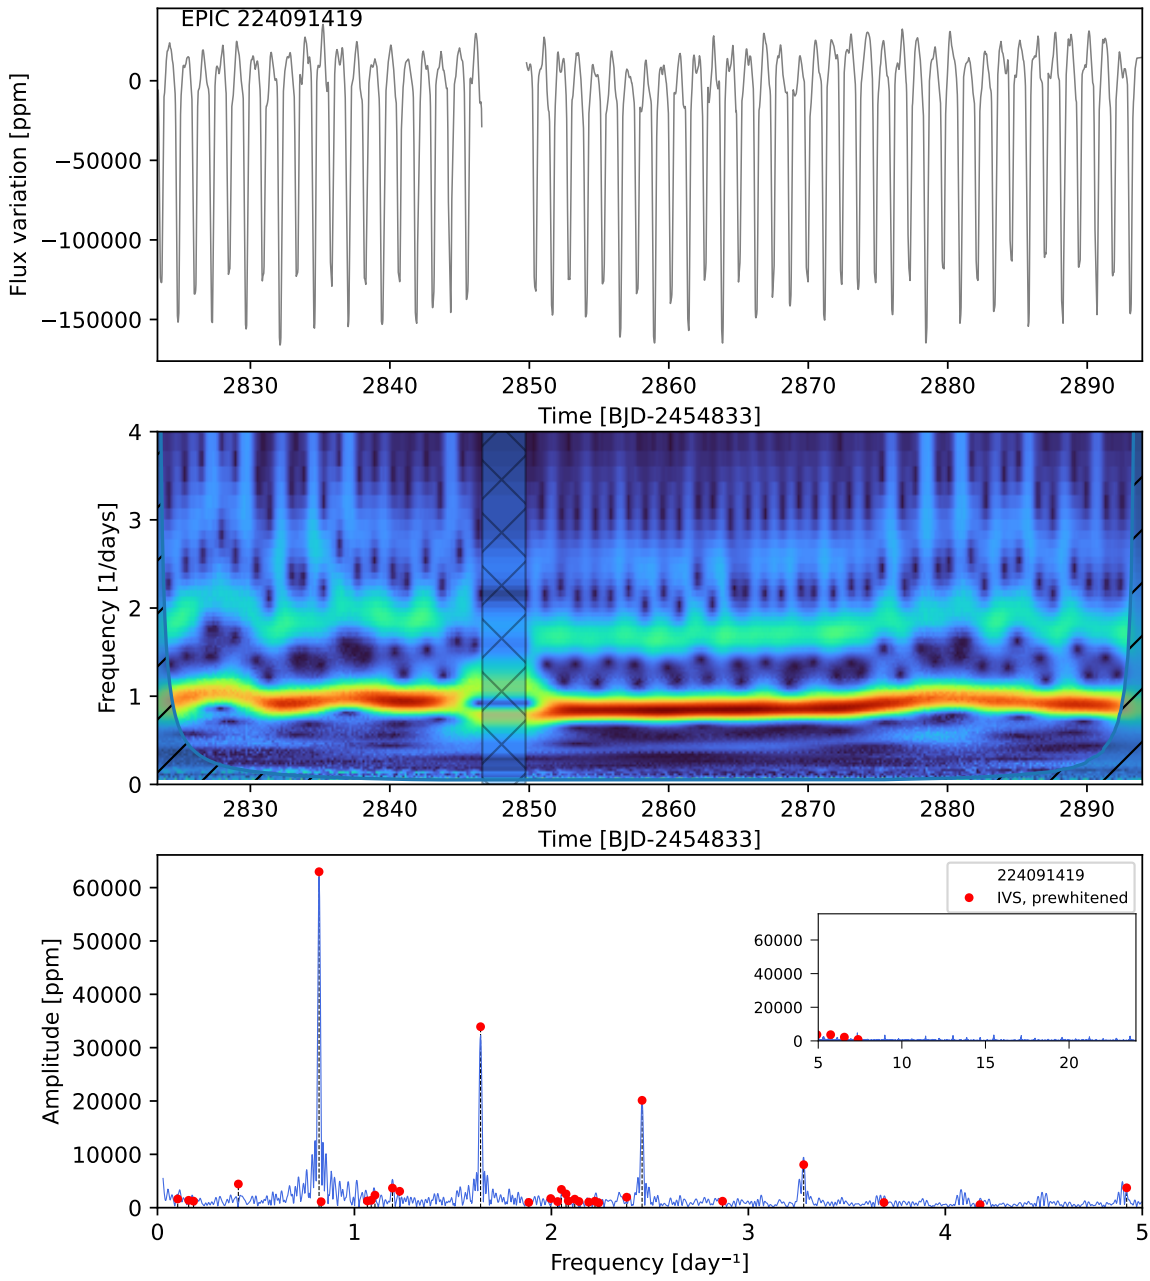 EPIC 224091419
Flux variation [ppm]
0
−50000
−100000
−150000
2830 2840 2850 2860 2870 2880 2890
Time [BJD-2454833]
Frequency [1/days]
4
3
2
1
0
2830 2840 2850 2860 2870 2880 2890
Time [BJD-2454833]
Amplitude [ppm]
60000
50000
40000
30000
20000
10000
0
224091419
IVS, prewhitened
60000
40000
20000
0
5 10 15 20
0 1 2 3 4 5
Frequency [day⁻¹]